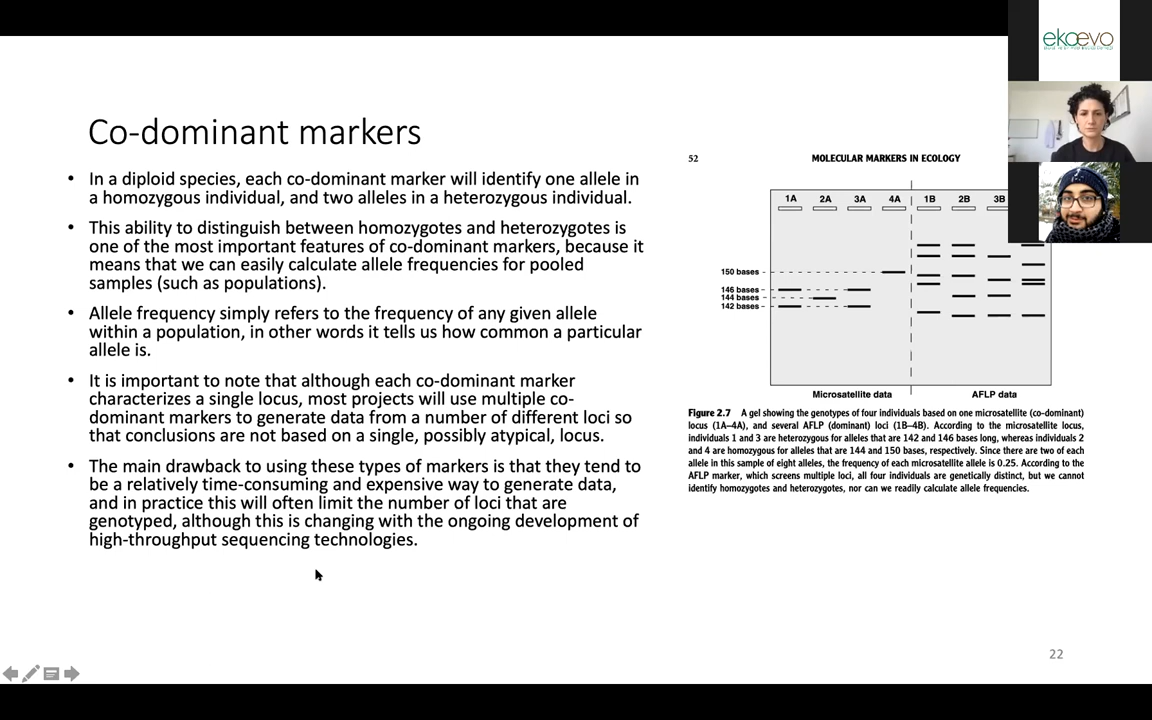 ekoevo
Co-dominant markers
• In a diploid species, each co-dominant marker will identify one allele in
a homozygous individual, and two alleles in a heterozygous individual.
• This ability to distinguish between homozygotes and heterozygotes is
one of the most important features of co-dominant markers, because it
means that we can easily calculate allele frequencies for pooled
samples (such as populations).
• Allele frequency simply refers to the frequency of any given allele
within a population, in other words it tells us how common a particular
allele is.
• It is important to note that although each co-dominant marker
characterizes a single locus, most projects will use multiple co-
dominant markers to generate data from a number of different loci so
that conclusions are not based on a single, possibly atypical, locus.
• The main drawback to using these types of markers is that they tend to
be a relatively time-consuming and expensive way to generate data,
and in practice this will often limit the number of loci that are
genotyped, although this is changing with the ongoing development of
high-throughput sequencing technologies.
52 MOLECULAR MARKERS IN ECOLOGY
1A 2A 3A 4A 1B 2B 3B
150 bases
146 bases
144 bases
142 bases
Microsatellite data AFLP data
Figure 2.7 A gel showing the genotypes of four individuals based on one microsatellite (co-dominant)
locus (1A–4A), and several AFLP (dominant) loci (1B–4B). According to the microsatellite locus,
individuals 1 and 3 are heterozygous for alleles that are 142 and 146 bases long, whereas individuals 2
and 4 are homozygous for alleles that are 144 and 150 bases, respectively. Since there are two of each
allele in this sample of eight alleles, the frequency of each microsatellite allele is 0.25. According to the
AFLP marker, which screens multiple loci, all four individuals are genetically distinct, but we cannot
identify homozygotes and heterozygotes, nor can we readily calculate allele frequencies.
22